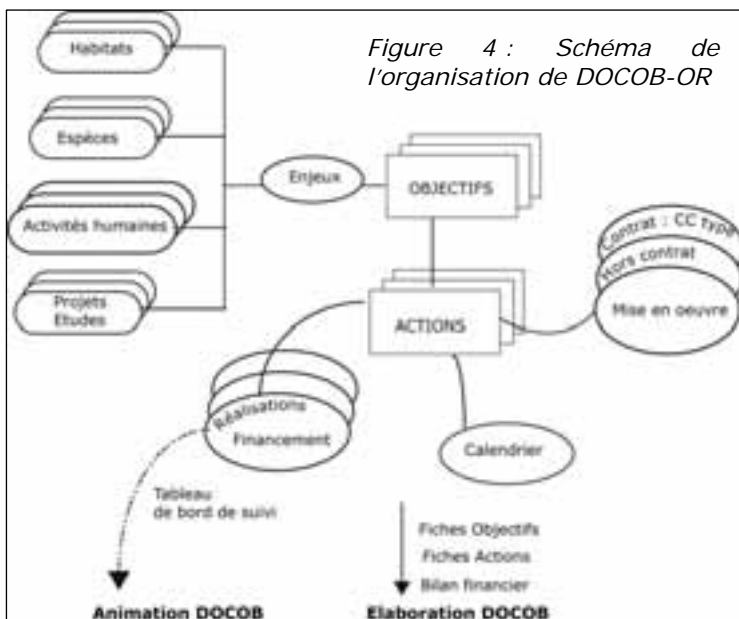 Figure 4 : Schéma de
l'organisation de DOCOB-OR
Habitats
Espèces
Activités humaines
Projets
Etudes
Enjeux
OBJECTIFS
ACTIONS
Contrat : CC type
Hors contrat
Mise en oeuvre
Réalisations
Financement
Calendrier
Tableau
de bord de suivi
Fiches Objectifs
Fiches Actions
Bilan financier
Animation DOCOB
Elaboration DOCOB